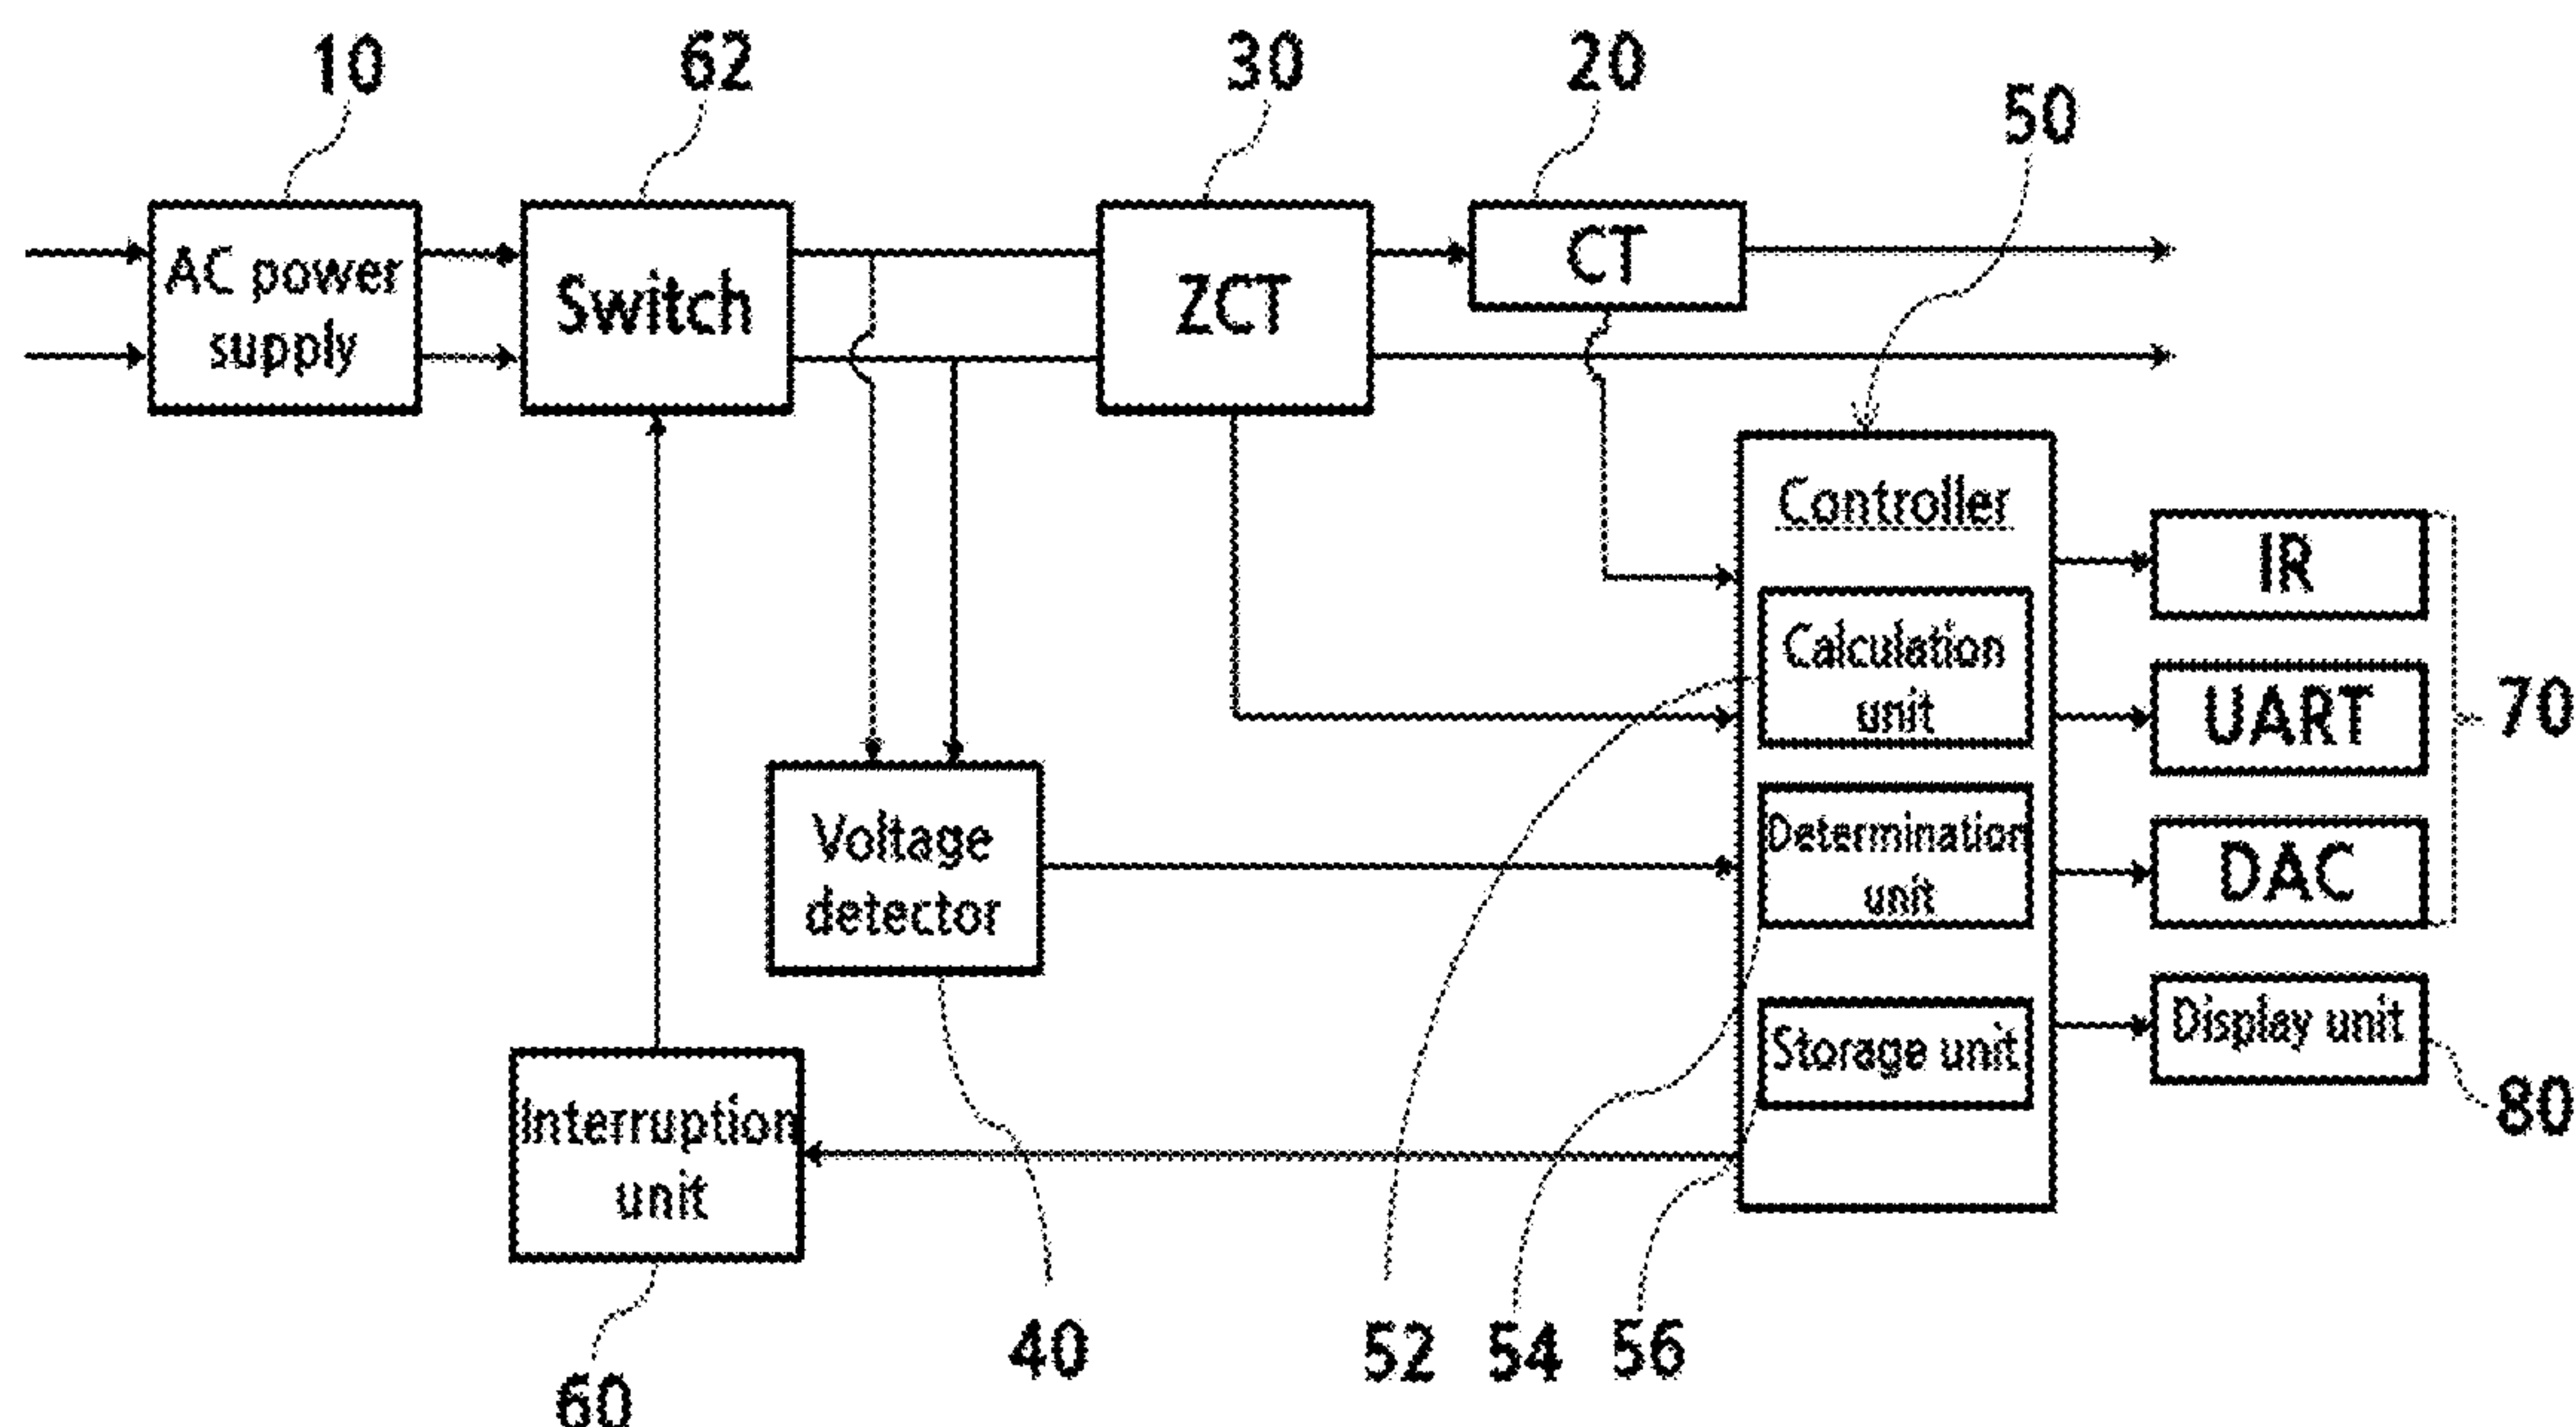 10
62
30
20
50
AC power
supply
Switch
ZCT
CT
Controller
Calculation
unit
Determination
unit
Storage unit
IR
UART
DAC
Display unit
70
80
Voltage
detector
Interruption
unit
40
52
54
56
60